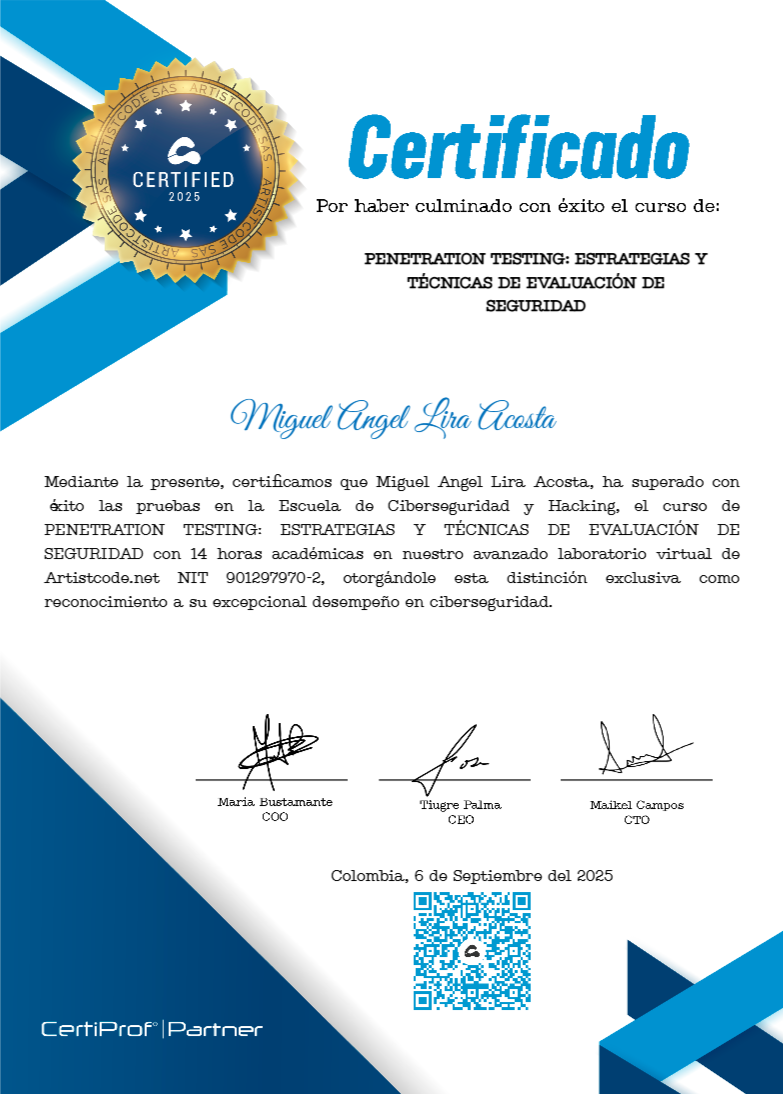 ARTISTCODE SAS · ARTISTCODE SAS · ARTISTCODE SAS · ARTISTCODE SAS ·
CERTIFIED
2025
Certificado
Por haber culminado con éxito el curso de:
PENETRATION TESTING: ESTRATEGIAS Y
TÉCNICAS DE EVALUACIÓN DE
SEGURIDAD
Miguel Angel Lira Acosta
Mediante la presente, certificamos que Miguel Angel Lira Acosta, ha superado con
éxito las pruebas en la Escuela de Ciberseguridad y Hacking, el curso de
PENETRATION TESTING: ESTRATEGIAS Y TÉCNICAS DE EVALUACIÓN DE
SEGURIDAD con 14 horas académicas en nuestro avanzado laboratorio virtual de
Artistcode.net NIT 901297970-2, otorgándole esta distinción exclusiva como
reconocimiento a su excepcional desempeño en ciberseguridad.
Maria Bustamante
COO
Tiugre Palma
CEO
Maikel Campos
CTO
Colombia, 6 de Septiembre del 2025
CertiProf® | Partner